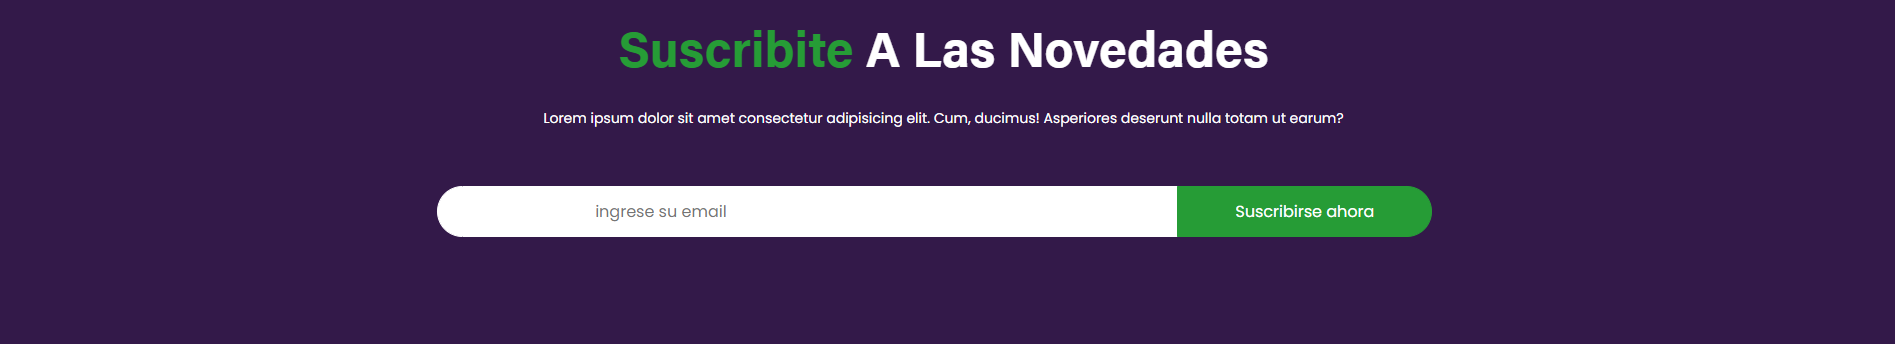 Suscribite A Las Novedades
Lorem ipsum dolor sit amet consectetur adipisicing elit. Cum, ducimus! Asperiores deserunt nulla totam ut earum?
ingrese su email
Suscribirse ahora